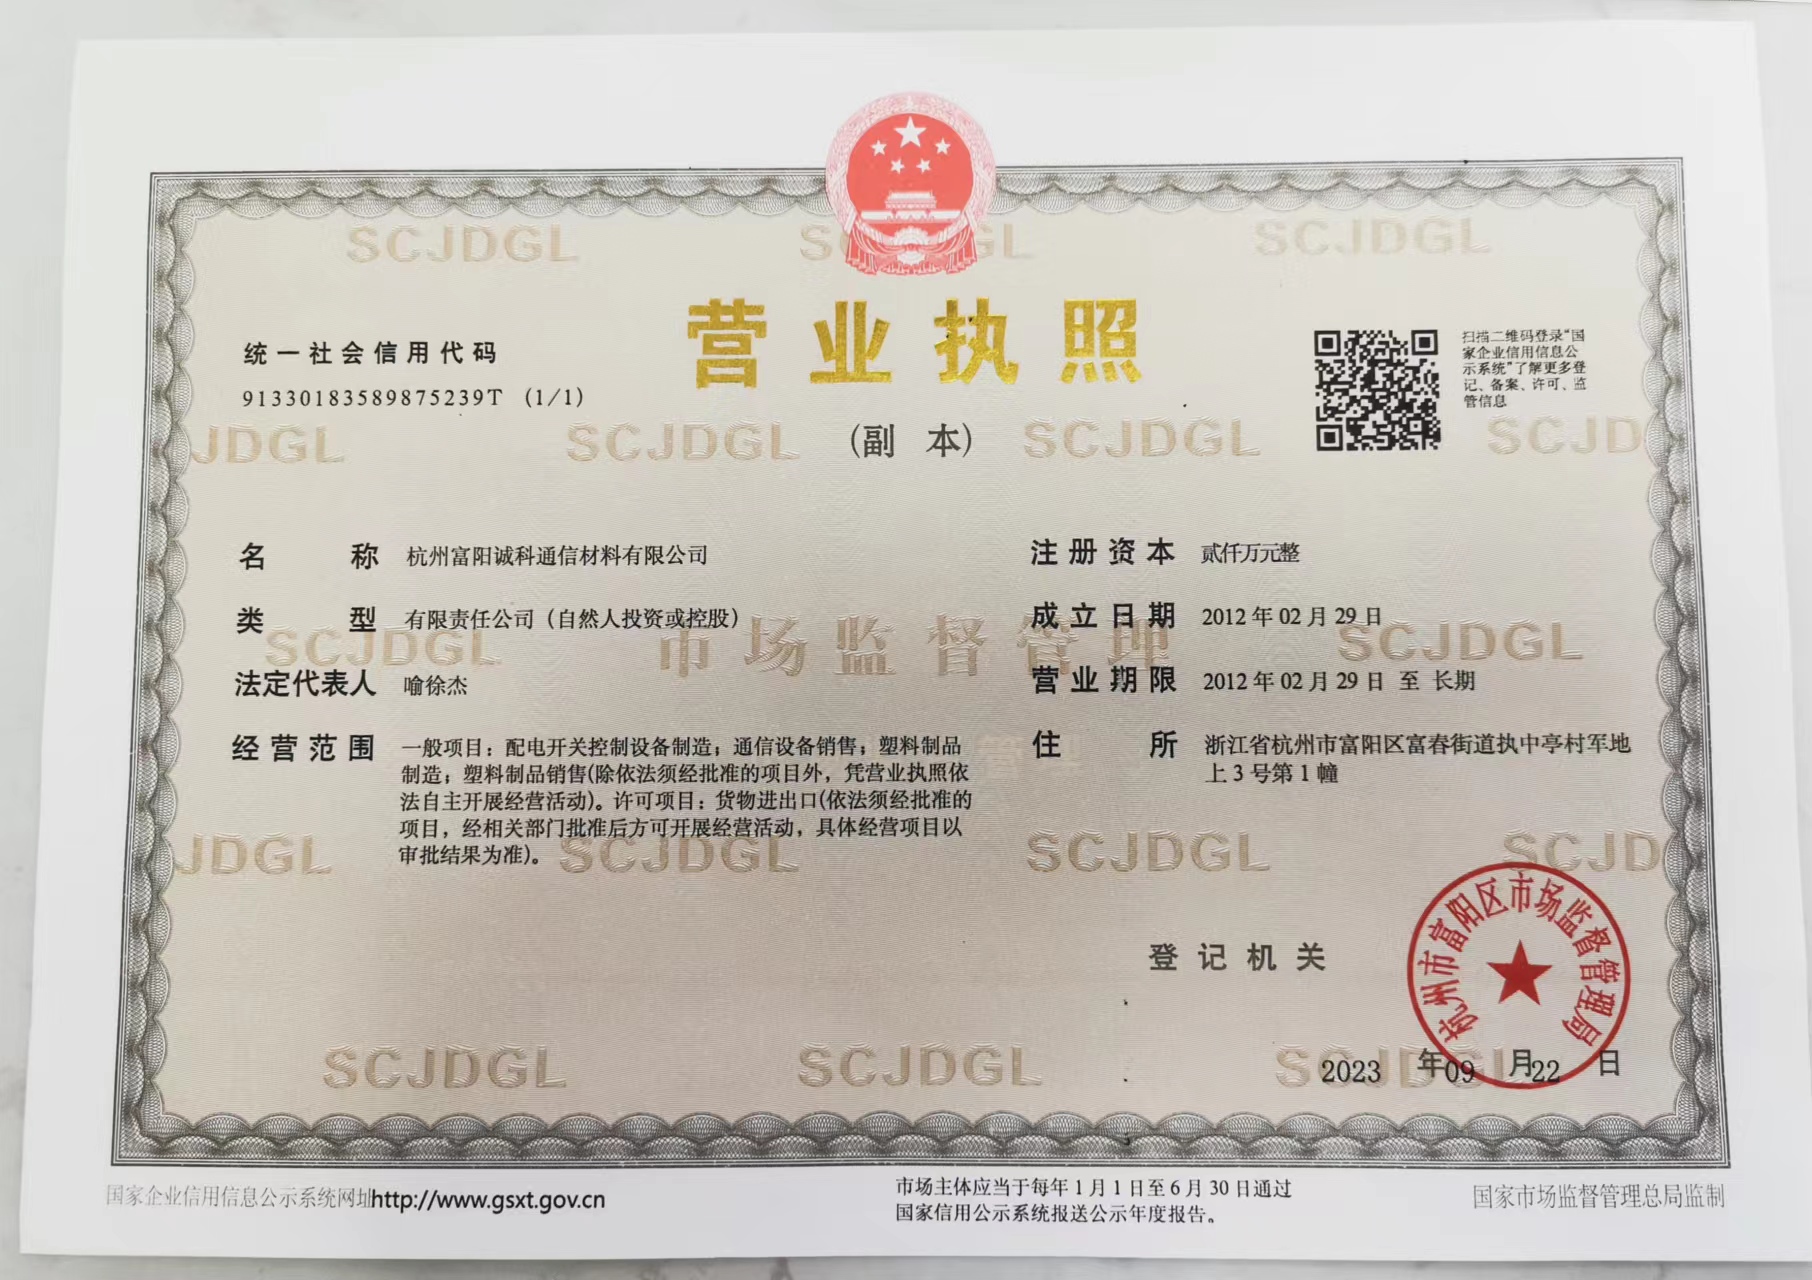 营业执照
(副 本)
统一社会信用代码
91330183589875239T (1/1)
扫描二维码登录“国
家企业信用信息公
示系统”了解更多登
记、备案、许可、监
管信息
名 称 杭州富阳诚科通信材料有限公司
类 型 有限责任公司（自然人投资或控股）
法定代表人 喻徐杰
经营范围 一般项目：配电开关控制设备制造；通信设备销售；塑料制品
制造；塑料制品销售(除依法须经批准的项目外，凭营业执照依
法自主开展经营活动)。许可项目：货物进出口(依法须经批准的
项目，经相关部门批准后方可开展经营活动，具体经营项目以
审批结果为准)。
注册资本 贰仟万元整
成立日期 2012 年 02 月 29 日
营业期限 2012 年 02 月 29 日 至 长期
住 所 浙江省杭州市富阳区富春街道执中亭村军地
上 3 号第 1 幢
登记机关
杭州市富阳区市场监督管理局
2023 年 09 月 22 日
SCJDGL
市场监督管理
国家企业信用信息公示系统网址http://www.gsxt.gov.cn
市场主体应当于每年 1 月 1 日至 6 月 30 日通过
国家信用公示系统报送公示年度报告。
国家市场监督管理总局监制